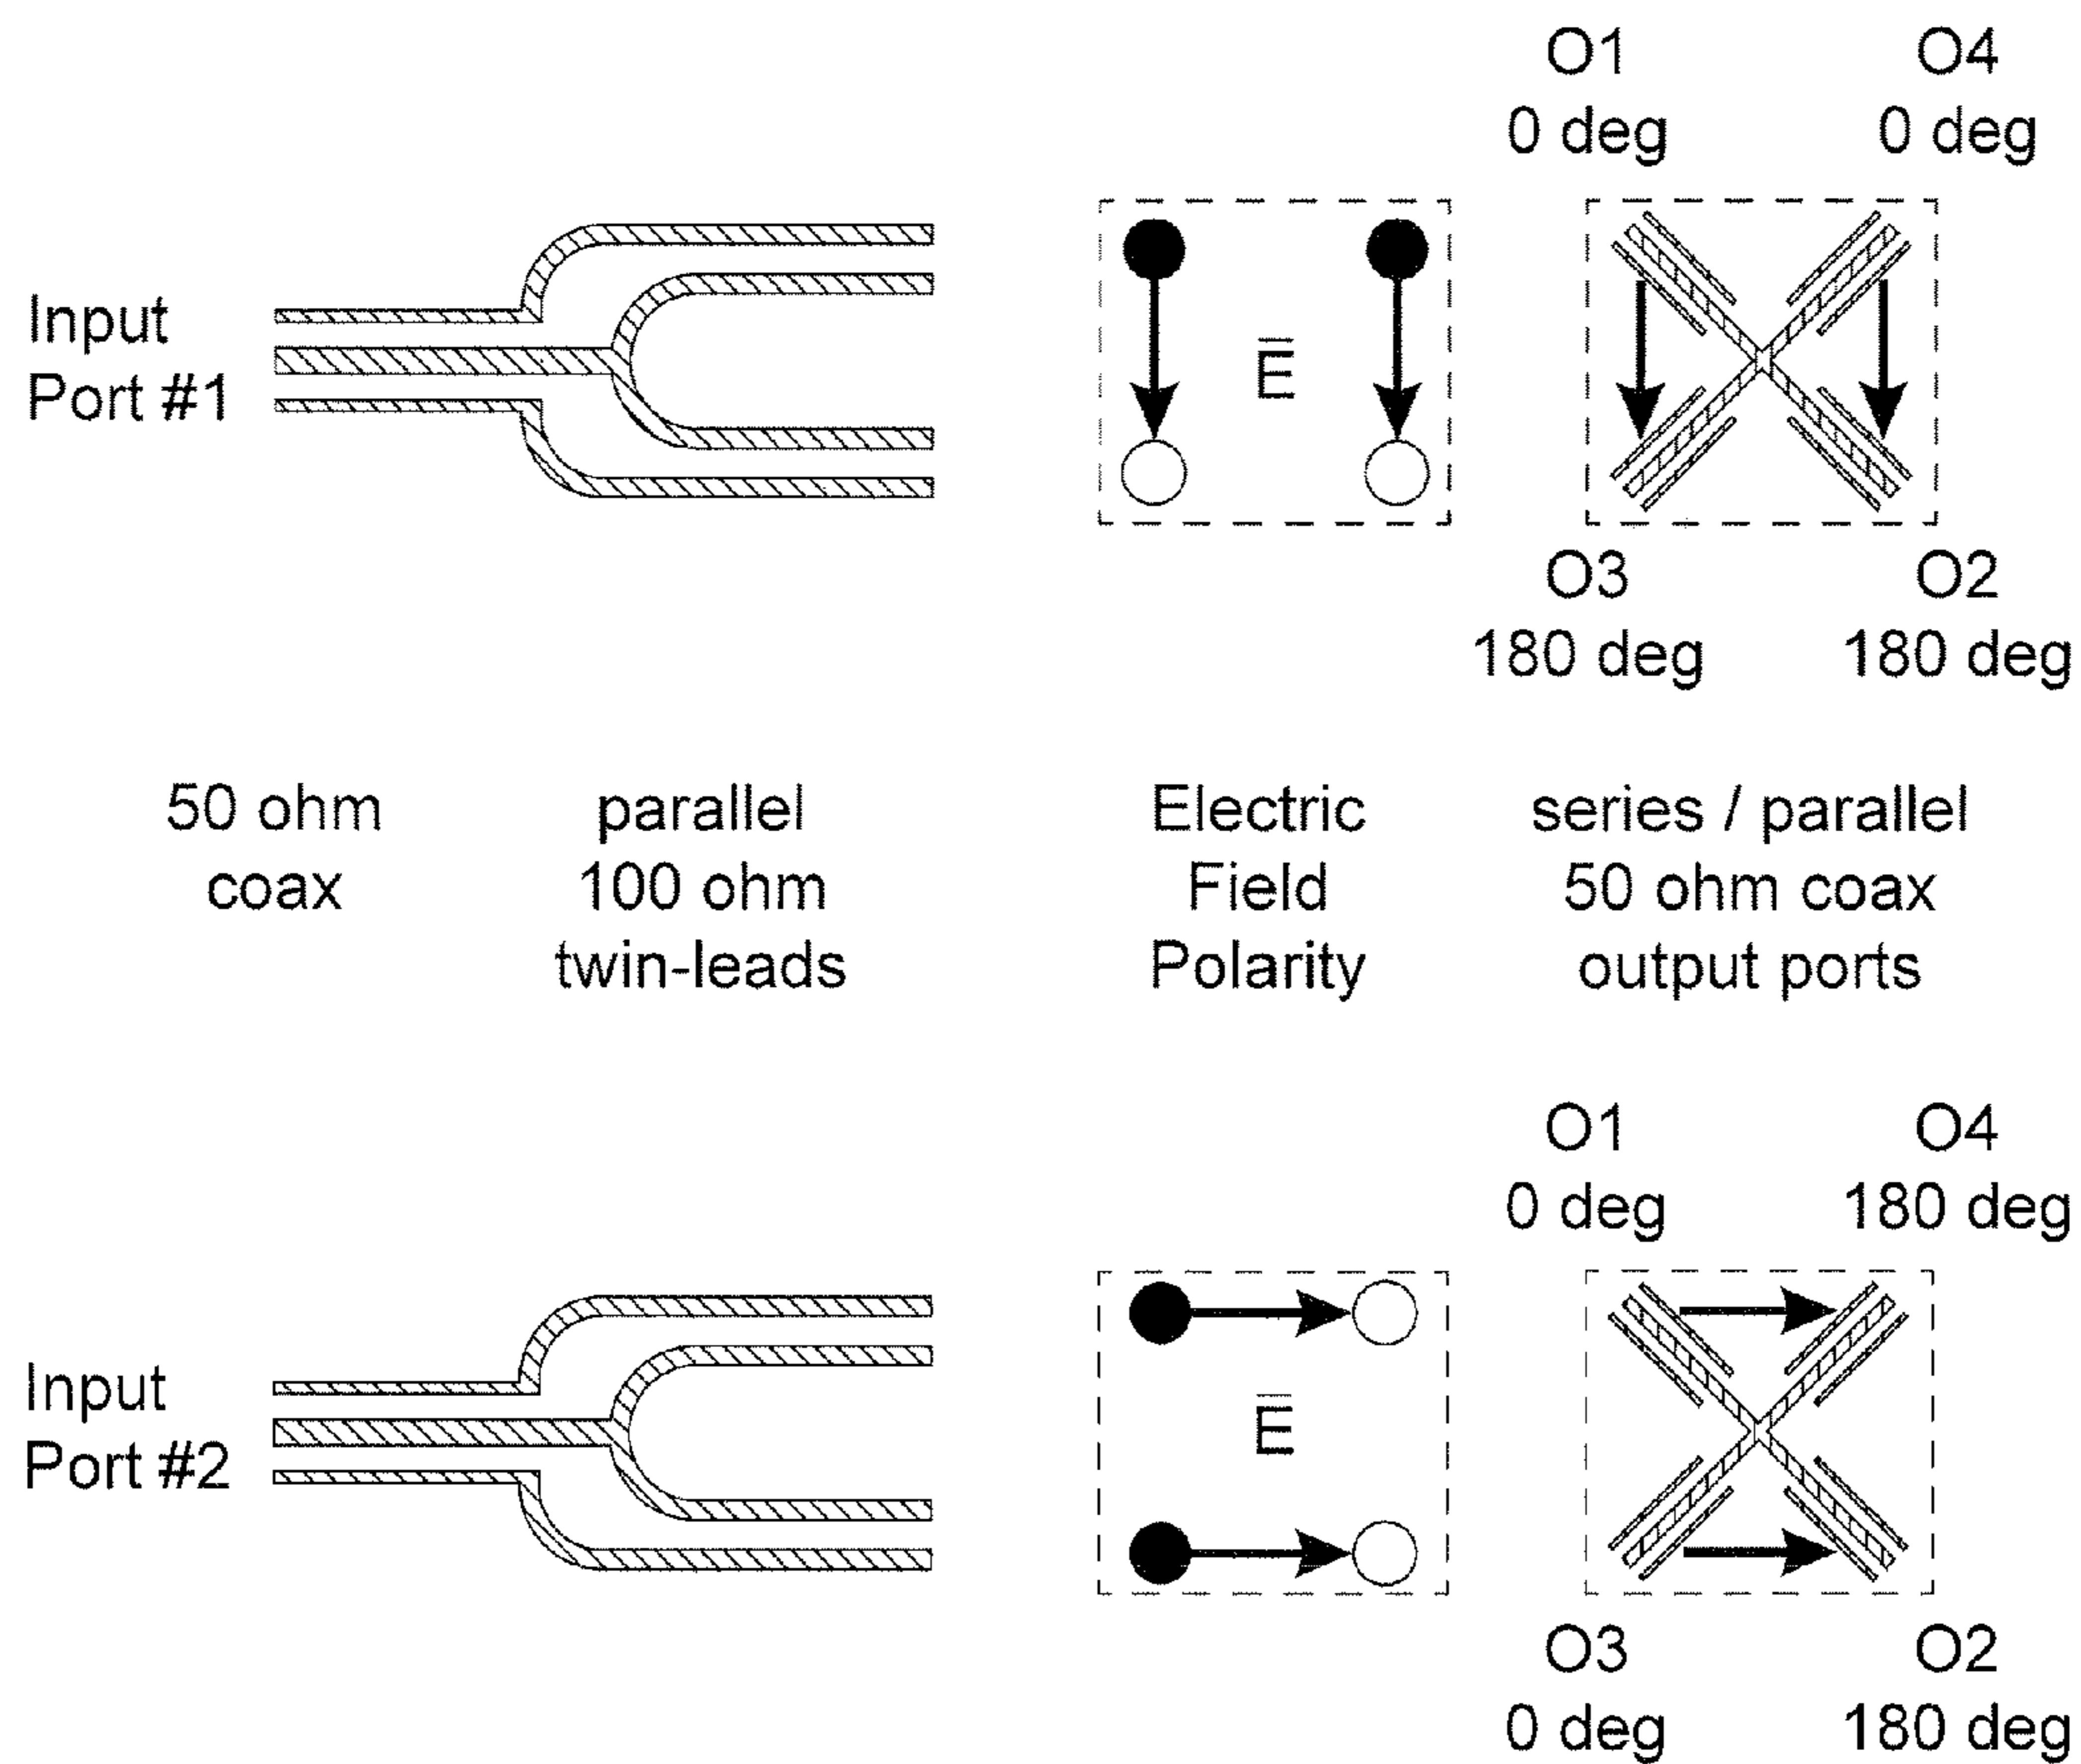 O1
0 deg
O4
0 deg
Input
Port #1
E
O3
180 deg
O2
180 deg
50 ohm
coax
parallel
100 ohm
twin-leads
Electric
Field
Polarity
series / parallel
50 ohm coax
output ports
O1
0 deg
O4
180 deg
Input
Port #2
E
O3
0 deg
O2
180 deg